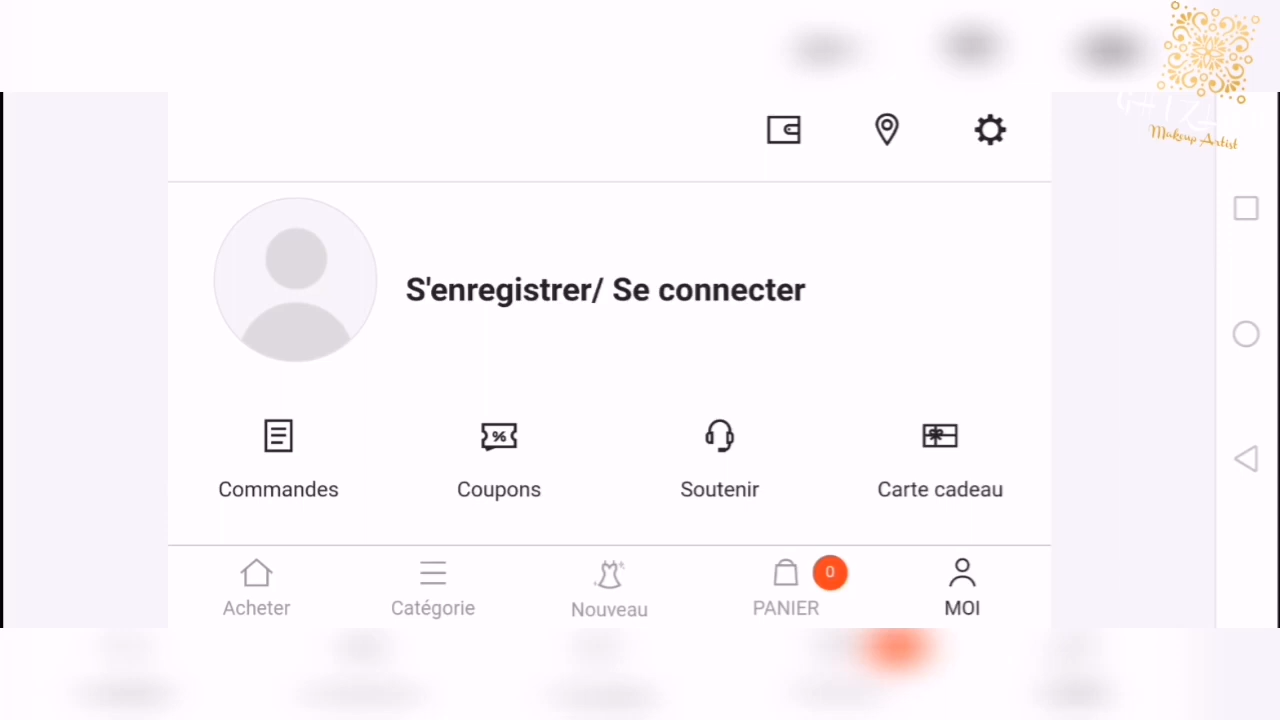 Makeup Artist
S'enregistrer/ Se connecter
%
Commandes Coupons Soutenir Carte cadeau
0
Acheter Catégorie Nouveau PANIER MOI